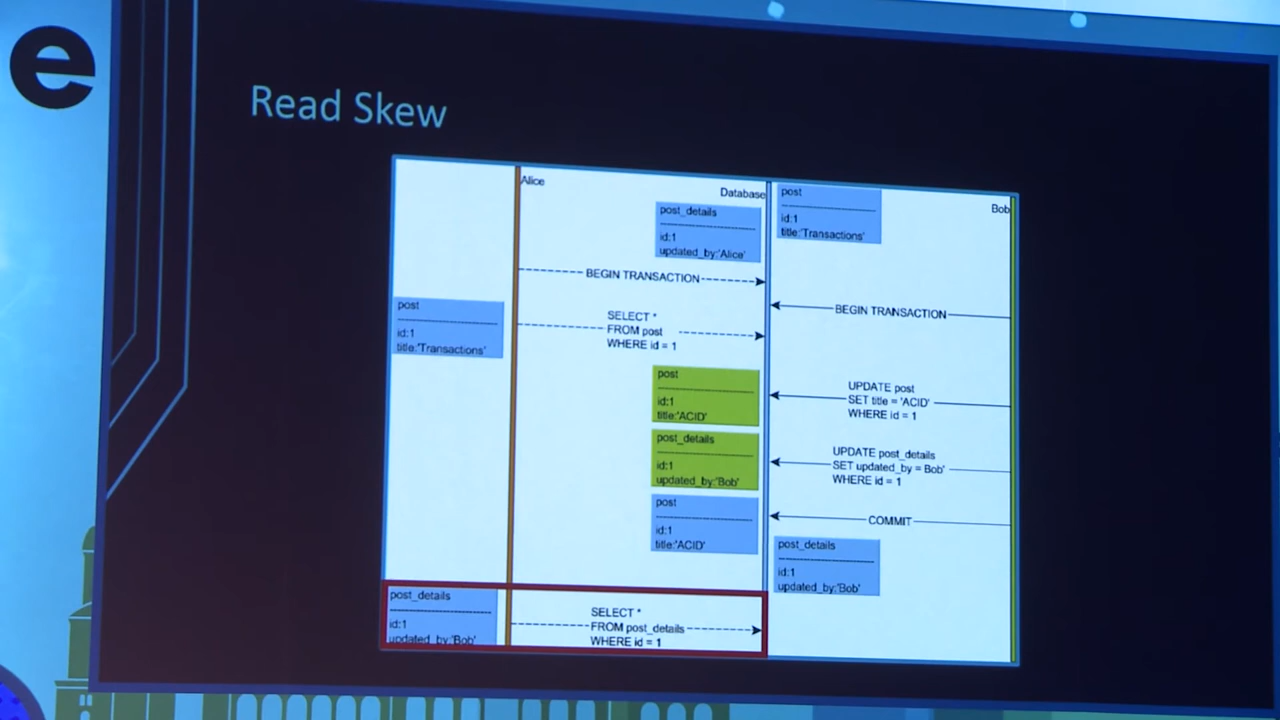 e
Read Skew
Alice
Database
Bob
post_details
id:1
updated_by:'Alice'
post
id:1
title:'Transactions'
BEGIN TRANSACTION
BEGIN TRANSACTION
post
id:1
title:'Transactions'
SELECT *
FROM post
WHERE id = 1
post
id:1
title:'ACID'
UPDATE post
SET title = 'ACID'
WHERE id = 1
post_details
id:1
updated_by:'Bob'
UPDATE post_details
SET updated_by = Bob'
WHERE id = 1
post
id:1
title:'ACID'
COMMIT
post_details
id:1
updated_by:'Bob'
post_details
id:1
updated_by:'Bob'
SELECT *
FROM post_details
WHERE id = 1